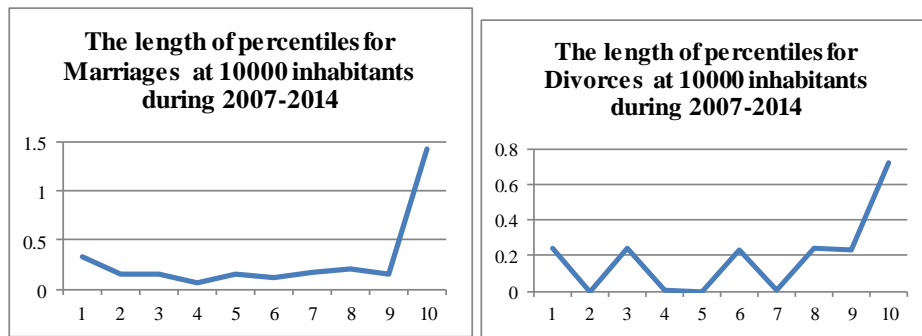 The length of percentiles for
Marriages at 10000 inhabitants
during 2007-2014
1.5
1
0.5
0
1 2 3 4 5 6 7 8 9 10
The length of percentiles for
Divorces at 10000 inhabitants
during 2007-2014
0.8
0.6
0.4
0.2
0
1 2 3 4 5 6 7 8 9 10